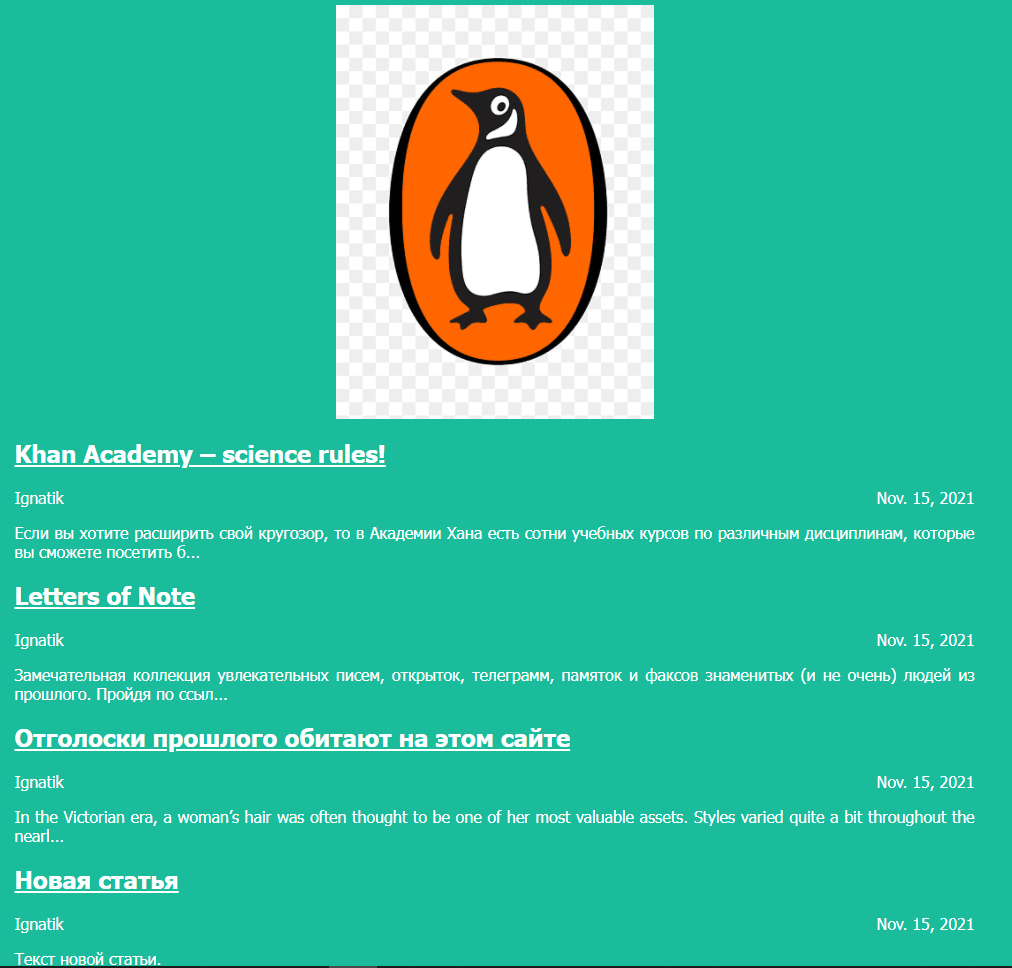 Khan Academy – science rules!
Ignatik Nov. 15, 2021
Если вы хотите расширить свой кругозор, то в Академии Хана есть сотни учебных курсов по различным дисциплинам, которые
вы сможете посетить б...
Letters of Note
Ignatik Nov. 15, 2021
Замечательная коллекция увлекательных писем, открыток, телеграмм, памяток и факсов знаменитых (и не очень) людей из
прошлого. Пройдя по ссыл...
Отголоски прошлого обитают на этом сайте
Ignatik Nov. 15, 2021
In the Victorian era, a woman’s hair was often thought to be one of her most valuable assets. Styles varied quite a bit throughout the
nearl...
Новая статья
Ignatik Nov. 15, 2021
Текст новой статьи.